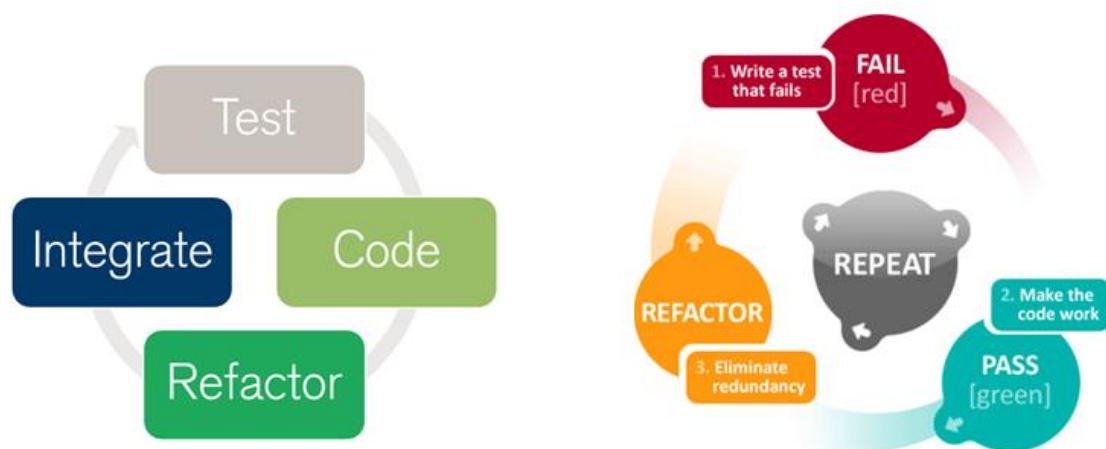 Test
Code
Refactor
Integrate
1. Write a test
that fails
FAIL
[red]
REPEAT
2. Make the
code work
PASS
[green]
REFACTOR
3. Eliminate
redundancy